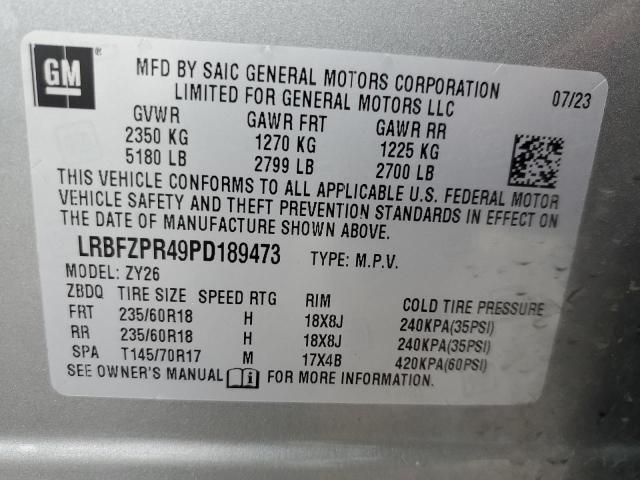 GM ®
MFD BY SAIC GENERAL MOTORS CORPORATION
LIMITED FOR GENERAL MOTORS LLC 07/23
GVWR GAWR FRT GAWR RR
2350 KG 1270 KG 1225 KG
5180 LB 2799 LB 2700 LB
THIS VEHICLE CONFORMS TO ALL APPLICABLE U.S. FEDERAL MOTOR
VEHICLE SAFETY AND THEFT PREVENTION STANDARDS IN EFFECT ON
THE DATE OF MANUFACTURE SHOWN ABOVE.
LRBFZPR49PD189473 TYPE: M.P.V.
MODEL: ZY26
ZBDQ TIRE SIZE SPEED RTG RIM COLD TIRE PRESSURE
FRT 235/60R18 H 18X8J 240KPA(35PSI)
RR 235/60R18 H 18X8J 240KPA(35PSI)
SPA T145/70R17 M 17X4B 420KPA(60PSI)
SEE OWNER'S MANUAL FOR MORE INFORMATION.